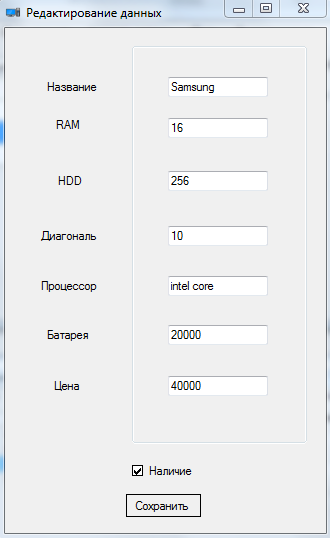 Редактирование данных
Название Samsung
RAM 16
HDD 256
Диагональ 10
Процессор intel core
Батарея 20000
Цена 40000
Наличие
Сохранить